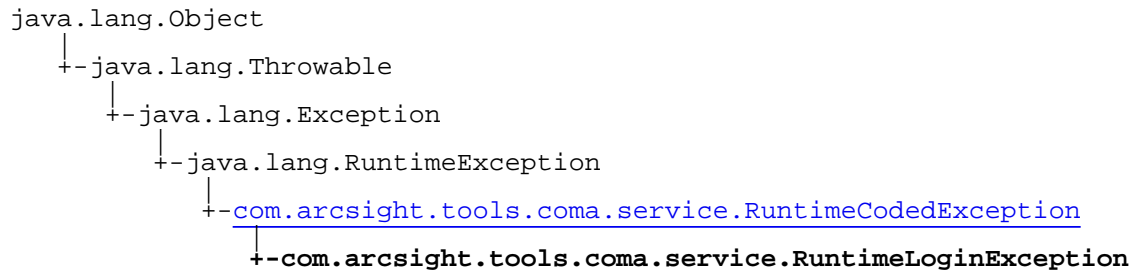 java.lang.Object
+-java.lang.Throwable
+-java.lang.Exception
+-java.lang.RuntimeException
+-com.arcsight.tools.coma.service.RuntimeCodedException
+-com.arcsight.tools.coma.service.RuntimeLoginException